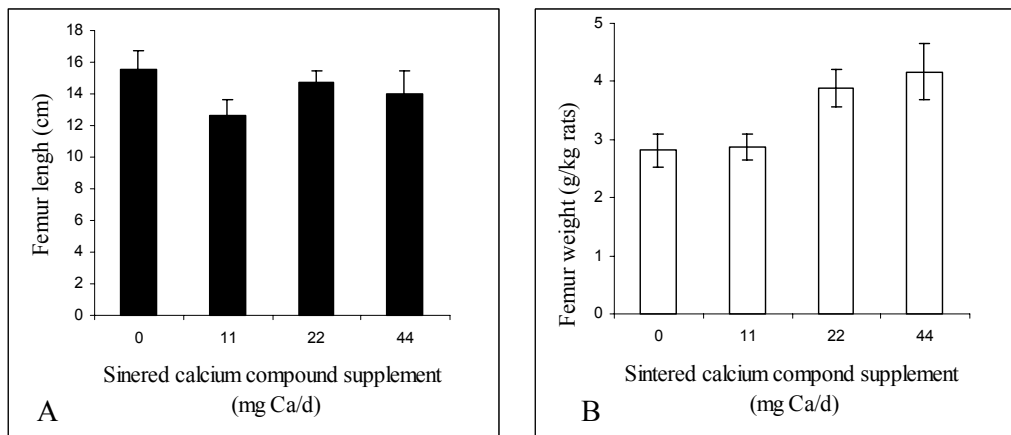 Femur lengh (cm)
18
16
14
12
10
8
6
4
2
0
0 11 22 44
Sinered calcium compound supplement
(mg Ca/d)
A
Femur weight (g/kg rats)
5
4
3
2
1
0
0 11 22 44
Sintered calcium compond supplement
(mg Ca/d)
B